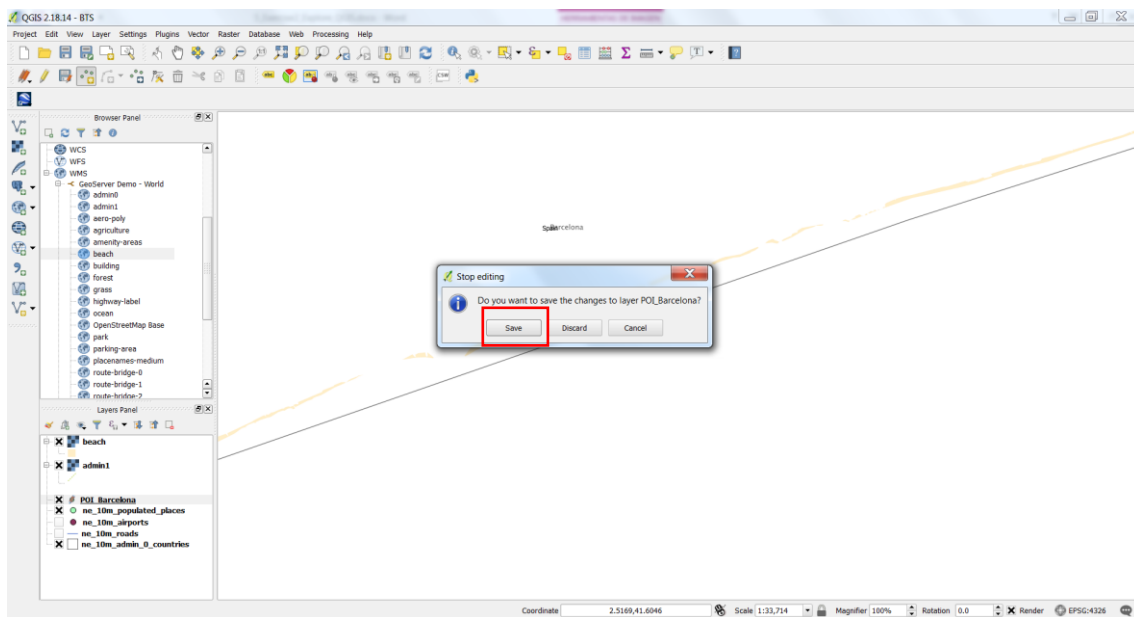 QGIS 2.18.14 - BTS
Project Edit View Layer Settings Plugins Vector Raster Database Web Processing Help
Browser Panel
WCS
WFS
WMS
GeoServer Demo - World
admin0
admin1
aero-poly
agriculture
amenity-areas
beach
building
forest
grass
highway-label
ocean
OpenStreetMap Base
park
parking-area
placenames-medium
route-bridge-0
route-bridge-1
route-bridge-2
Layers Panel
beach
admin1
POI_Barcelona
ne_10m_populated_places
ne_10m_airports
ne_10m_roads
ne_10m_admin_0_countries
Spain
Barcelona
Stop editing
Do you want to save the changes to layer POI_Barcelona?
Save Discard Cancel
Coordinate 2.5169,41.6046 Scale 1:33,714 Magnifier 100% Rotation 0.0 Render EPSG:4326